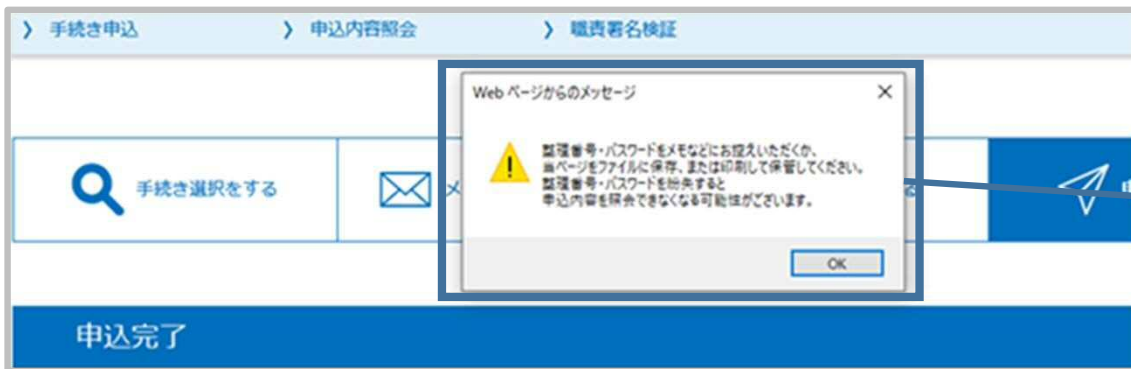 ❯ 手続き申込 ❯ 申込内容照会 ❯ 職責署名検証
Web ページからのメッセージ
整理番号・パスワードをメモなどにお控えいただくか、
当ページをファイルに保存、または印刷して保管してください。
整理番号・パスワードを紛失すると
申込内容を照会できなくなる可能性がございます。
OK
手続き選択をする
メ
る
申込完了